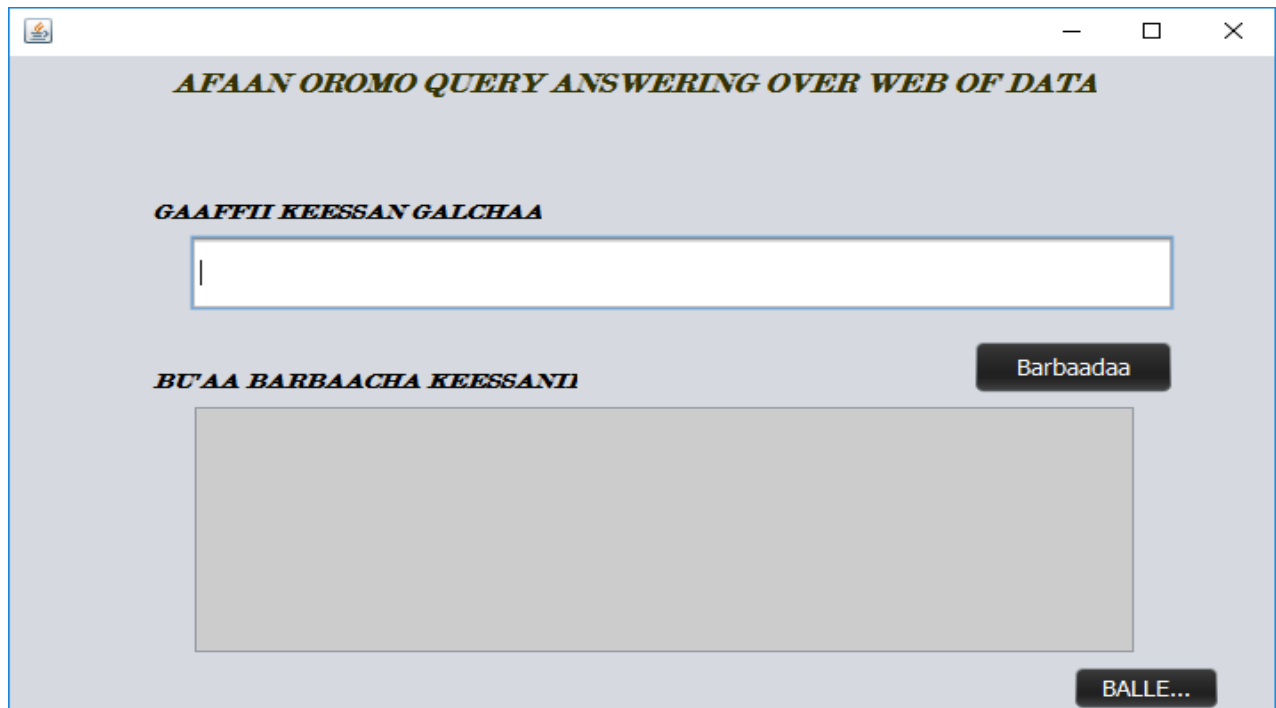 AFAAN OROMO QUERY ANSWERING OVER WEB OF DATA
GAAFFII KEESSAN GALCHAA
Barbaadaa
BU'AA BARBAACHA KEESSANII
BALLE...